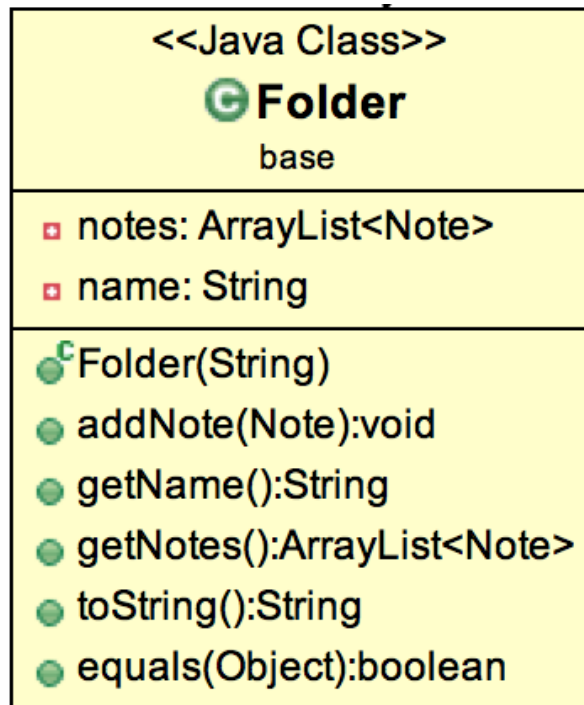 <<Java Class>>
C Folder
base
notes: ArrayList<Note>
name: String
C Folder(String)
addNote(Note):void
getName():String
getNotes():ArrayList<Note>
toString():String
equals(Object):boolean